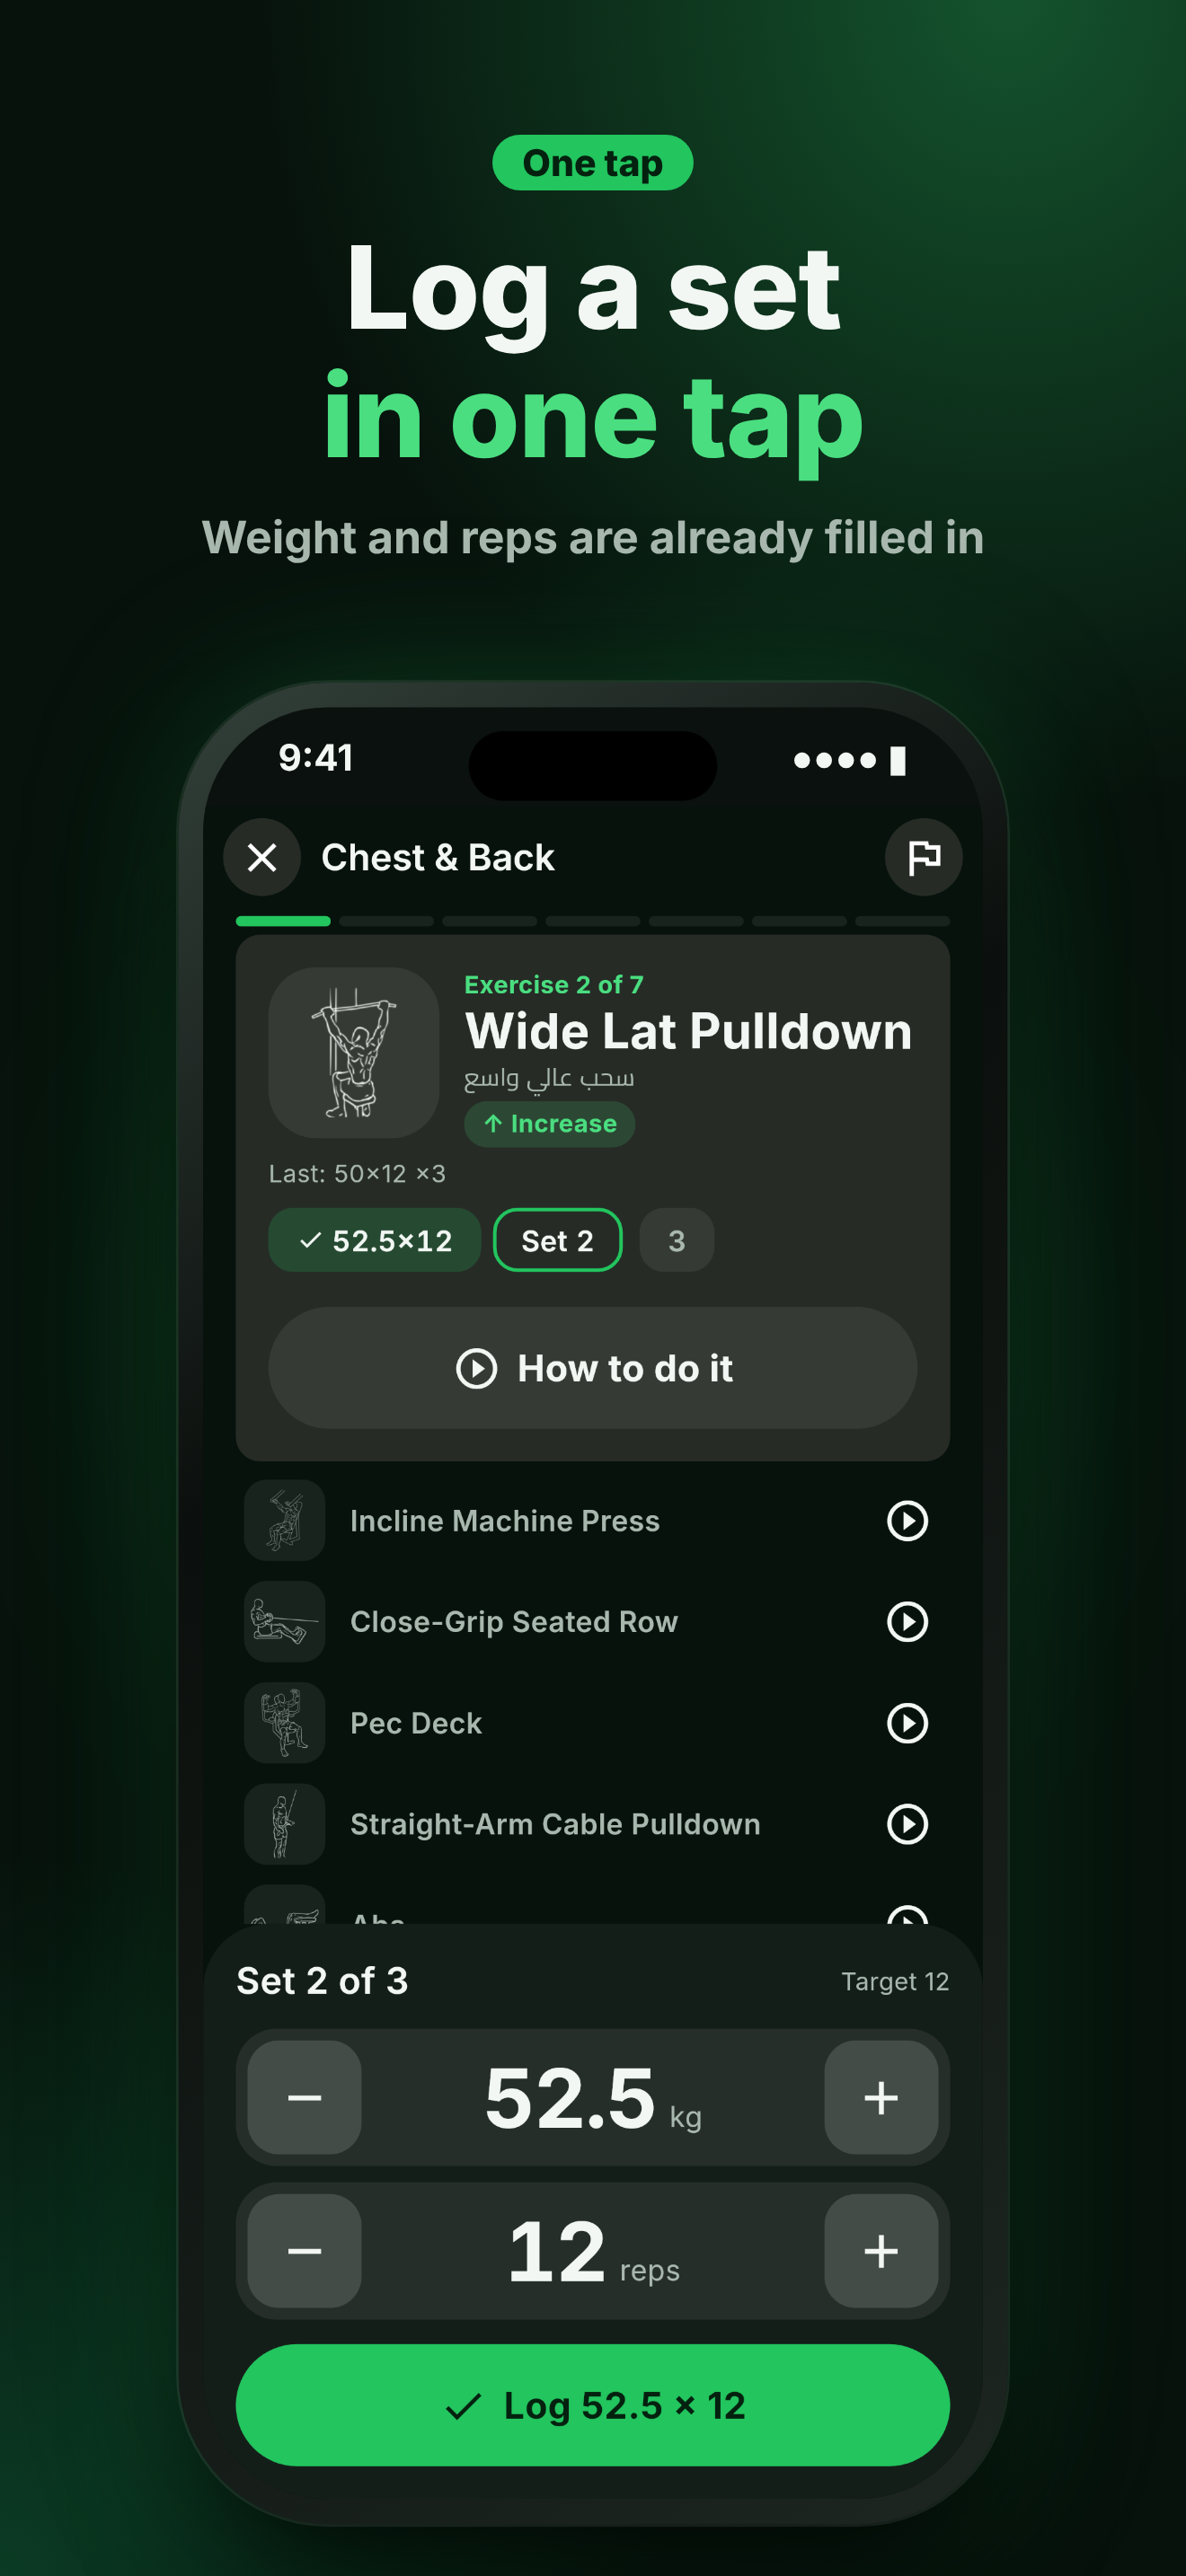 One tap
Log a set
in one tap
Weight and reps are already filled in
9:41
Chest & Back
Exercise 2 of 7
Wide Lat Pulldown
سحب عالي واسع
↑ Increase
Last: 50×12 ×3
✓ 52.5×12 Set 2 3
How to do it
Incline Machine Press
Close-Grip Seated Row
Pec Deck
Straight-Arm Cable Pulldown
Abs
Set 2 of 3 Target 12
− 52.5 kg +
− 12 reps +
✓ Log 52.5 × 12